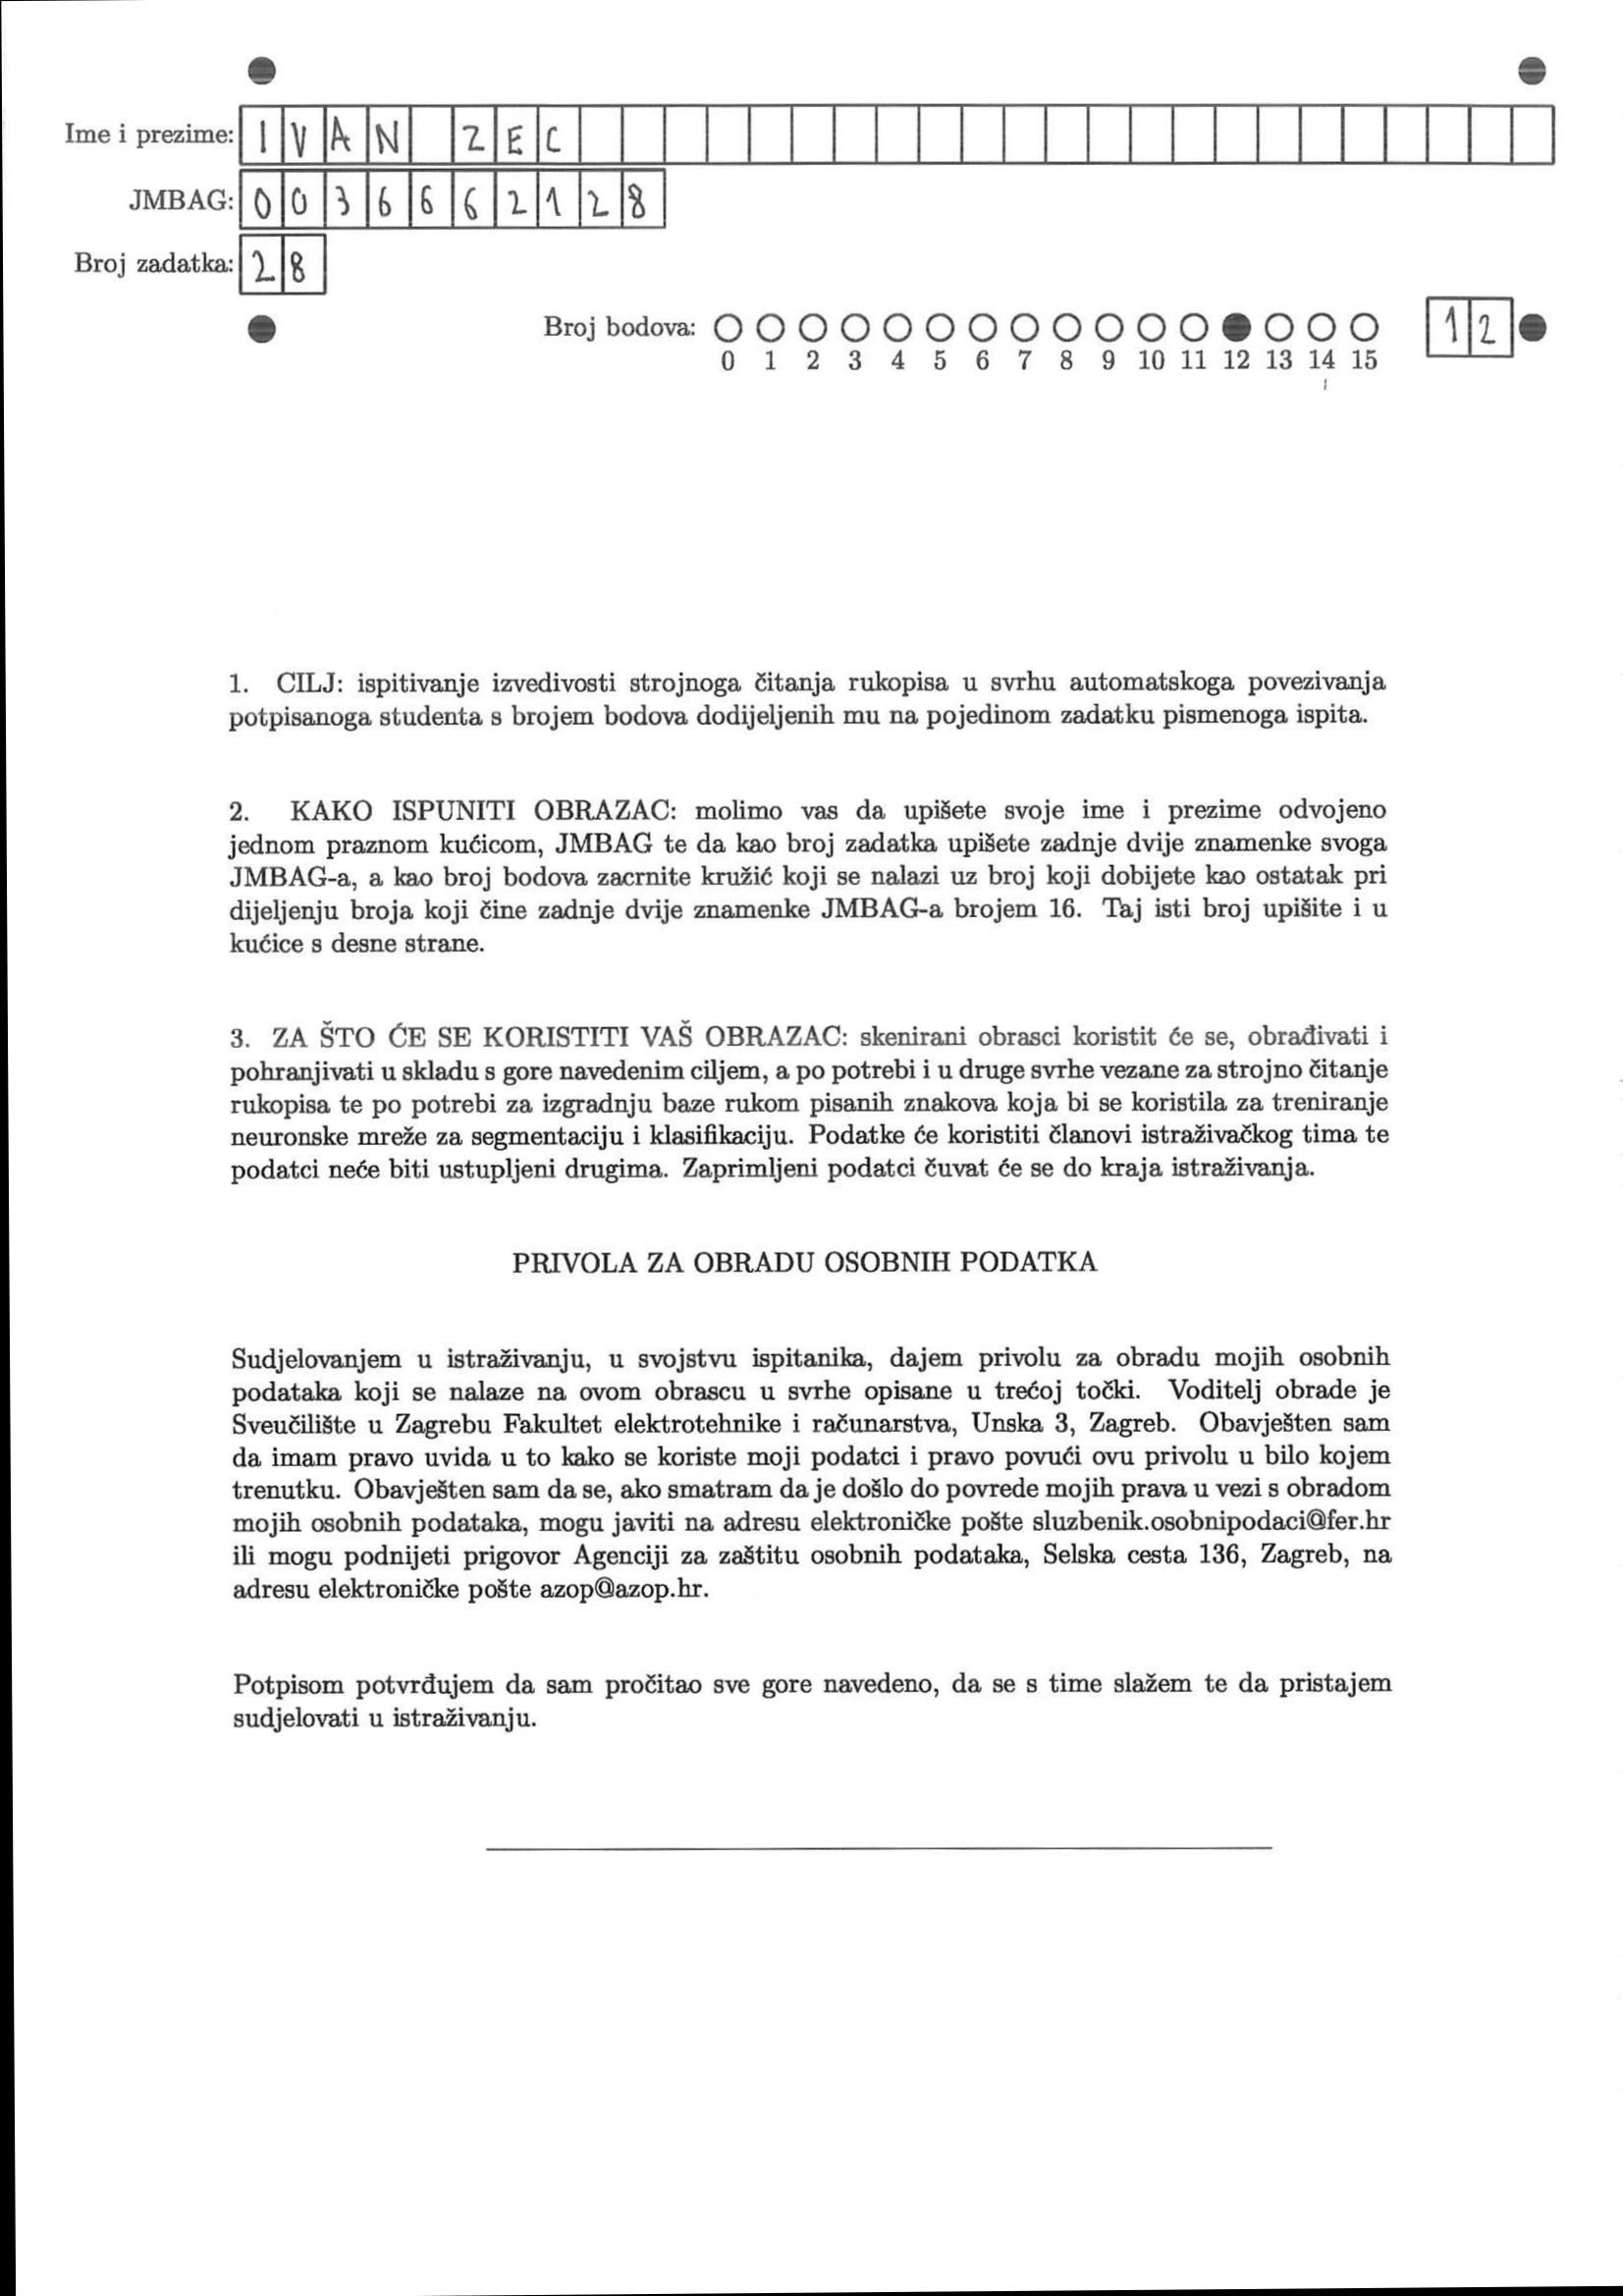 Ime i prezime: IVAN ZEC
JMBAG: 0036662128
Broj zadatka: 28
Broj bodova: 12
0 1 2 3 4 5 6 7 8 9 10 11 12 13 14 15
1. CILJ: ispitivanje izvedivosti strojnoga čitanja rukopisa u svrhu automatskoga povezivanja
potpisanoga studenta s brojem bodova dodijeljenih mu na pojedinom zadatku pismenoga ispita.
2. KAKO ISPUNITI OBRAZAC: molimo vas da upišete svoje ime i prezime odvojeno
jednom praznom kućicom, JMBAG te da kao broj zadatka upišete zadnje dvije znamenke svoga
JMBAG-a, a kao broj bodova zacrnite kružić koji se nalazi uz broj koji dobijete kao ostatak pri
dijeljenju broja koji čine zadnje dvije znamenke JMBAG-a brojem 16. Taj isti broj upišite i u
kućice s desne strane.
3. ZA ŠTO ĆE SE KORISTITI VAŠ OBRAZAC: skenirani obrasci koristit će se, obrađivati i
pohranjivati u skladu s gore navedenim ciljem, a po potrebi i u druge svrhe vezane za strojno čitanje
rukopisa te po potrebi za izgradnju baze rukom pisanih znakova koja bi se koristila za treniranje
neuronske mreže za segmentaciju i klasifikaciju. Podatke će koristiti članovi istraživačkog tima te
podatci neće biti ustupljeni drugima. Zaprimljeni podatci čuvat će se do kraja istraživanja.
PRIVOLA ZA OBRADU OSOBNIH PODATKA
Sudjelovanjem u istraživanju, u svojstvu ispitanika, dajem privolu za obradu mojih osobnih
podataka koji se nalaze na ovom obrascu u svrhe opisane u trećoj točki. Voditelj obrade je
Sveučilište u Zagrebu Fakultet elektrotehnike i računarstva, Unska 3, Zagreb. Obavješten sam
da imam pravo uvida u to kako se koriste moji podatci i pravo povući ovu privolu u bilo kojem
trenutku. Obavješten sam da se, ako smatram da je došlo do povrede mojih prava u vezi s obradom
mojih osobnih podataka, mogu javiti na adresu elektroničke pošte sluzbenik.osobnipodaci@fer.hr
ili mogu podnijeti prigovor Agenciji za zaštitu osobnih podataka, Selska cesta 136, Zagreb, na
adresu elektroničke pošte azop@azop.hr.
Potpisom potvrđujem da sam pročitao sve gore navedeno, da se s time slažem te da pristajem
sudjelovati u istraživanju.